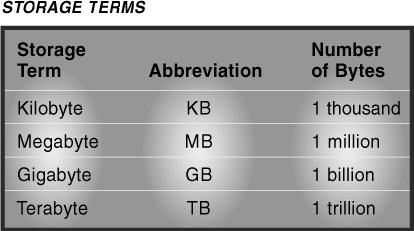 STORAGE TERMS
Storage Term Abbreviation Number of Bytes
Kilobyte KB 1 thousand
Megabyte MB 1 million
Gigabyte GB 1 billion
Terabyte TB 1 trillion